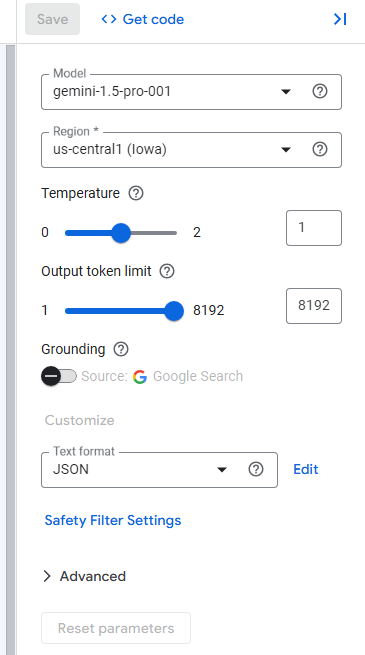 Save
<> Get code
Model
gemini-1.5-pro-001
Region *
us-central1 (Iowa)
Temperature
0 2 1
Output token limit
1 8192 8192
Grounding
Source: Google Search
Customize
Text format
JSON
Edit
Safety Filter Settings
Advanced
Reset parameters